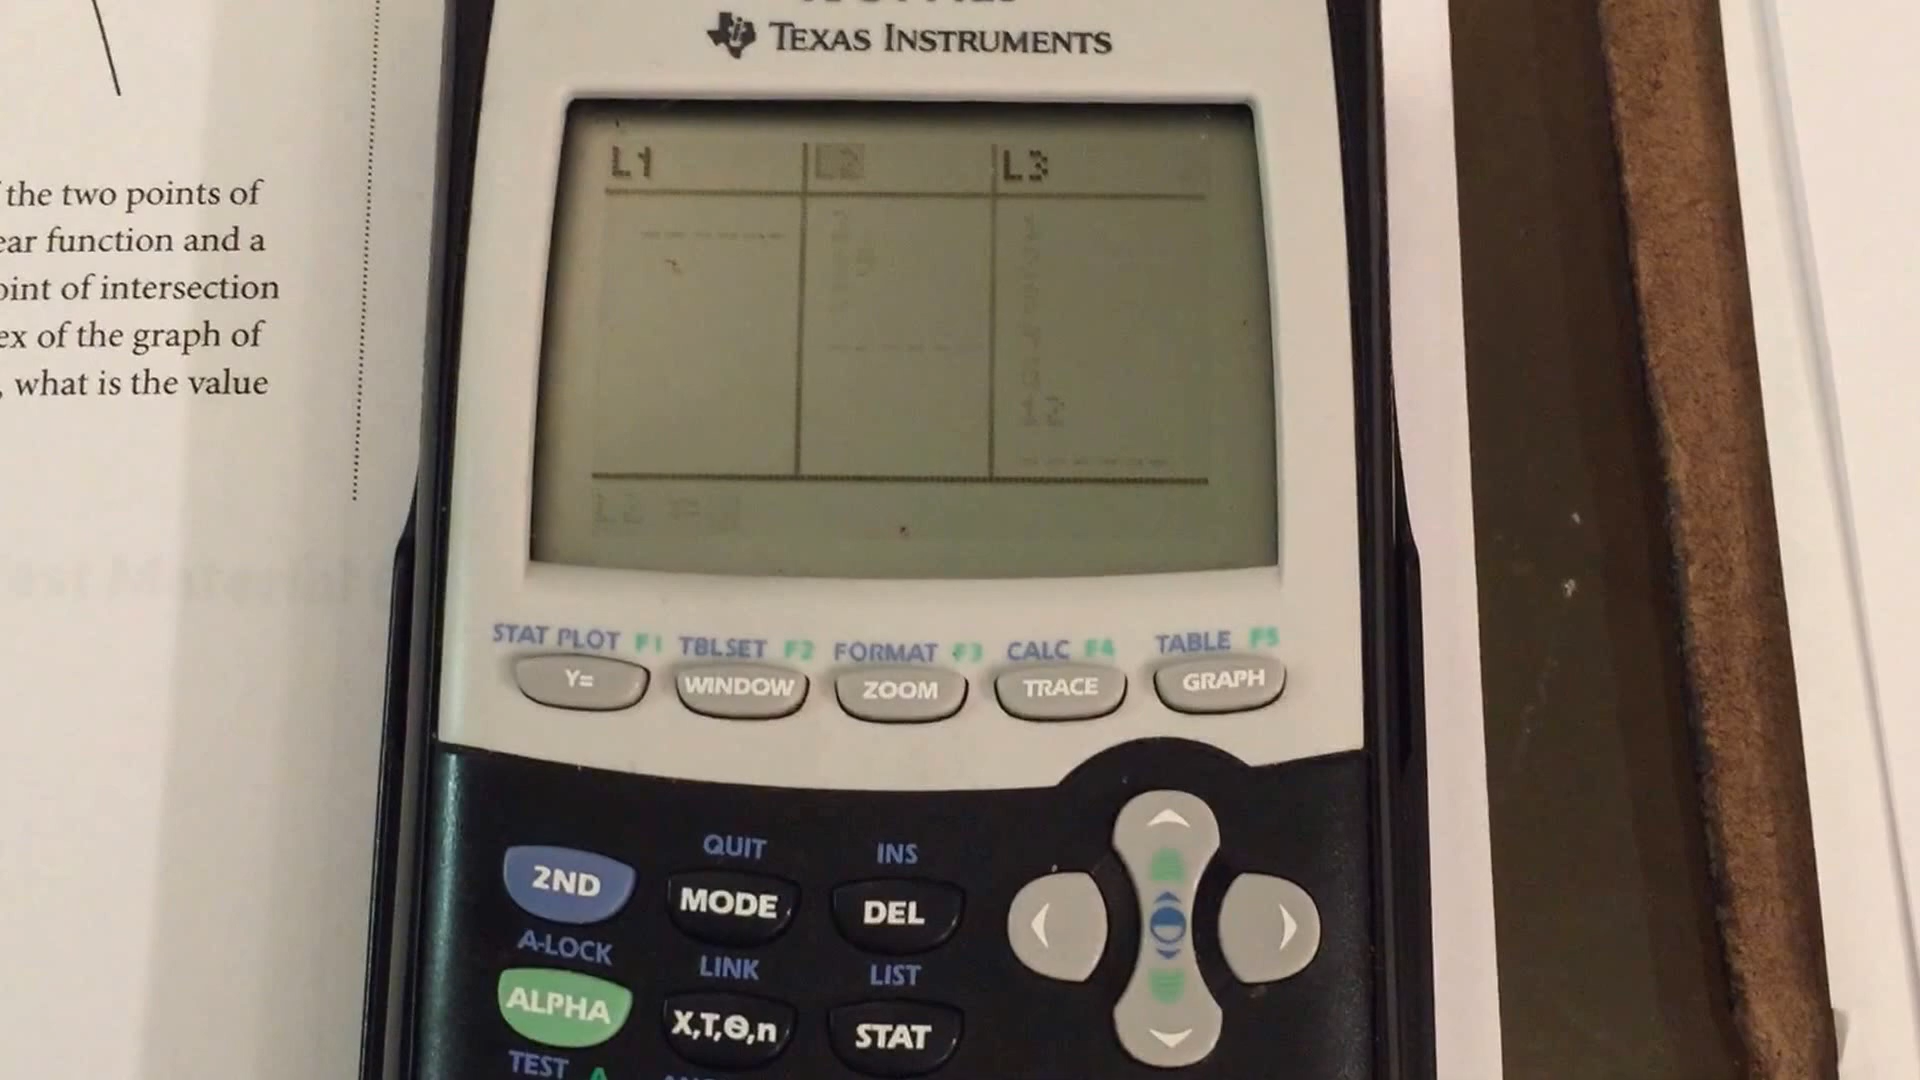 TEXAS INSTRUMENTS
L1 L2 L3
L2 =
the two points of
ear function and a
oint of intersection
ex of the graph of
, what is the value
STAT PLOT F1 TBLSET F2 FORMAT F3 CALC F4 TABLE F5
Y= WINDOW ZOOM TRACE GRAPH
QUIT INS
2ND MODE DEL
A-LOCK LINK LIST
ALPHA X,T,Θ,n STAT
TEST A